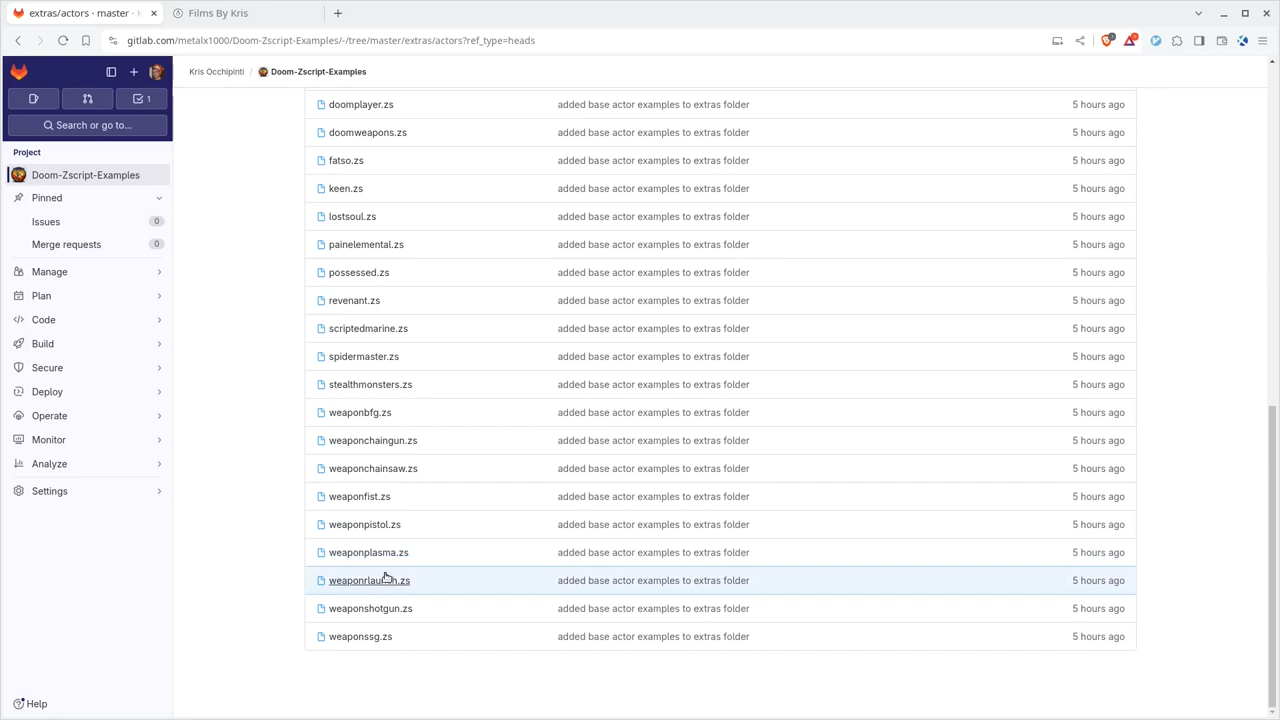 extras/actors · master ·
Films By Kris
gitlab.com/metalx1000/Doom-Zscript-Examples/-/tree/master/extras/actors?ref_type=heads
Kris Occhipinti / Doom-Zscript-Examples
1
Search or go to...
Project
Doom-Zscript-Examples
Pinned
Issues 0
Merge requests 0
Manage
Plan
Code
Build
Secure
Deploy
Operate
Monitor
Analyze
Settings
Help
doomplayer.zs added base actor examples to extras folder 5 hours ago
doomweapons.zs added base actor examples to extras folder 5 hours ago
fatso.zs added base actor examples to extras folder 5 hours ago
keen.zs added base actor examples to extras folder 5 hours ago
lostsoul.zs added base actor examples to extras folder 5 hours ago
painelemental.zs added base actor examples to extras folder 5 hours ago
possessed.zs added base actor examples to extras folder 5 hours ago
revenant.zs added base actor examples to extras folder 5 hours ago
scriptedmarine.zs added base actor examples to extras folder 5 hours ago
spidermaster.zs added base actor examples to extras folder 5 hours ago
stealthmonsters.zs added base actor examples to extras folder 5 hours ago
weaponbfg.zs added base actor examples to extras folder 5 hours ago
weaponchaingun.zs added base actor examples to extras folder 5 hours ago
weaponchainsaw.zs added base actor examples to extras folder 5 hours ago
weaponfist.zs added base actor examples to extras folder 5 hours ago
weaponpistol.zs added base actor examples to extras folder 5 hours ago
weaponplasma.zs added base actor examples to extras folder 5 hours ago
weaponrlaunch.zs added base actor examples to extras folder 5 hours ago
weaponshotgun.zs added base actor examples to extras folder 5 hours ago
weaponssg.zs added base actor examples to extras folder 5 hours ago